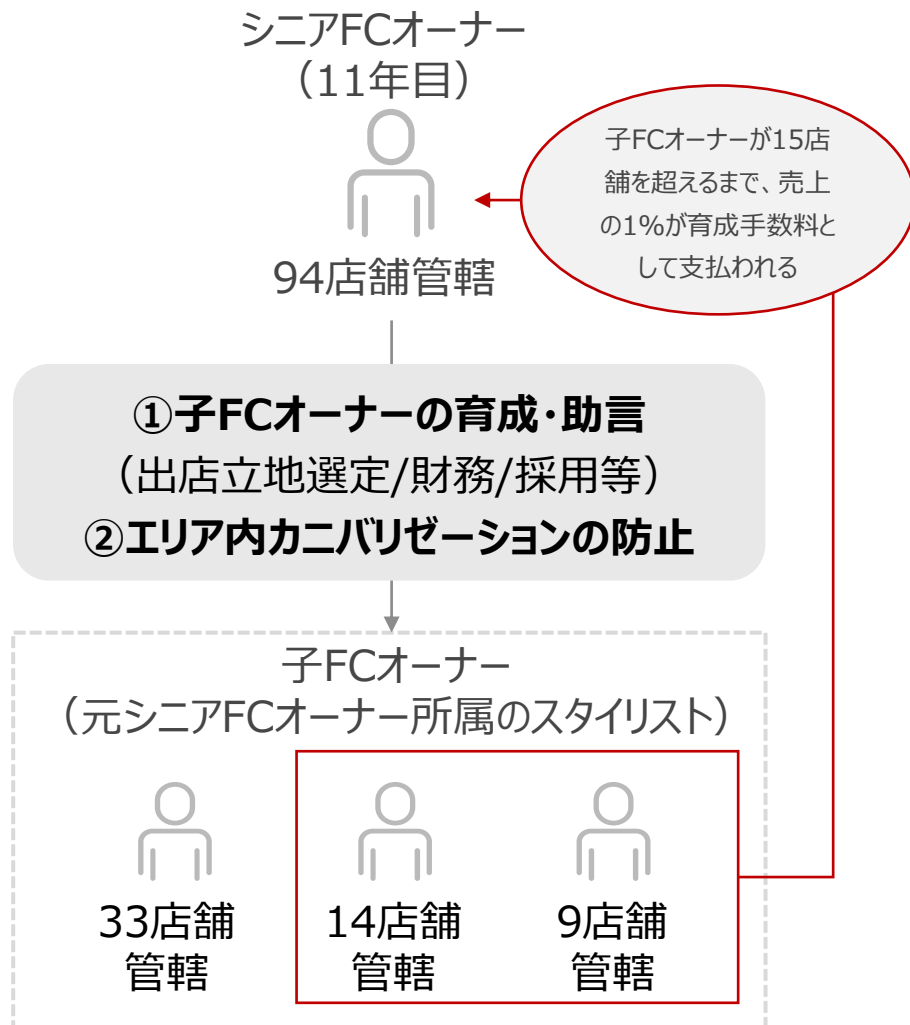 シニアFCオーナー
（11年目）
子FCオーナーが15店
舗を超えるまで、売上
の1%が育成手数料と
して支払われる
94店舗管轄
①子FCオーナーの育成・助言
（出店立地選定/財務/採用等）
②エリア内カニバリゼーションの防止
子FCオーナー
（元シニアFCオーナー所属のスタイリスト）
33店舗
管轄
14店舗
管轄
9店舗
管轄